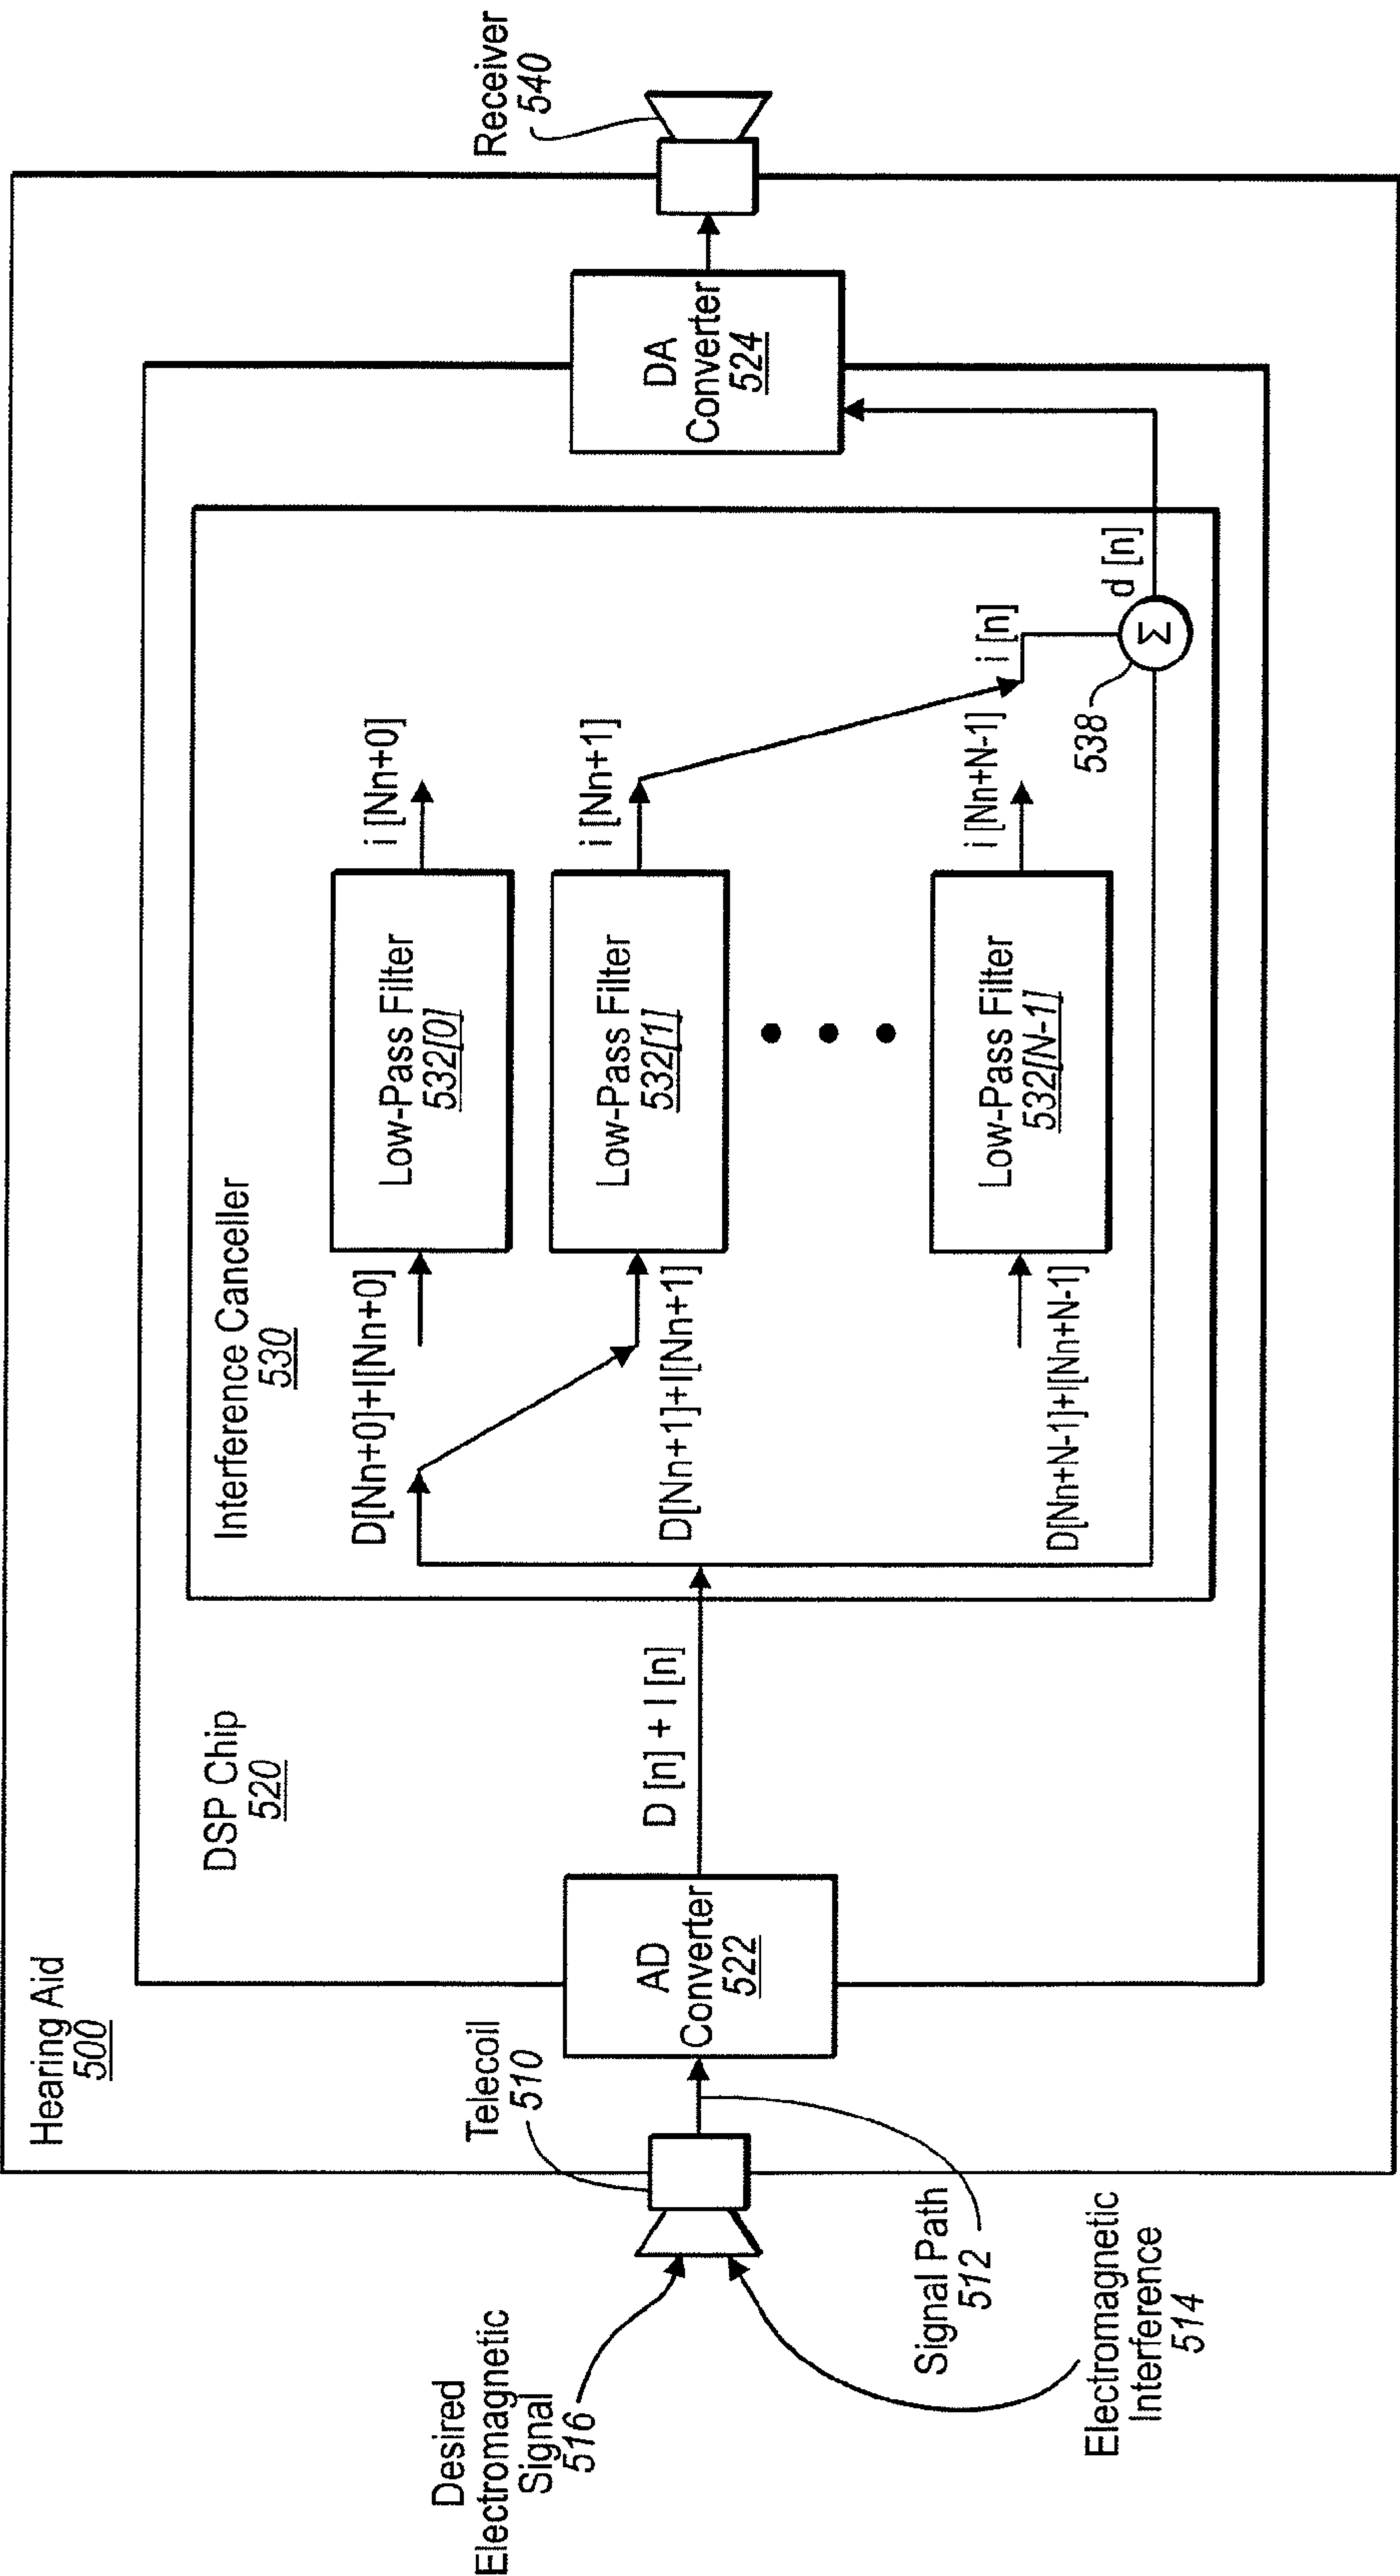 Hearing Aid
500
DSP Chip
520
Interference Canceller
530
Desired
Electromagnetic
Signal
516
Telecoil
510
Signal Path
512
Electromagnetic
Interference
514
AD
Converter
522
D [n] + I [n]
D[Nn+0]+I[Nn+0]
Low-Pass Filter
532[0]
i [Nn+0]
D[Nn+1]+I[Nn+1]
Low-Pass Filter
532[1]
i [Nn+1]
D[Nn+N-1]+I[Nn+N-1]
Low-Pass Filter
532[N-1]
i [Nn+N-1]
i [n]
538
Σ
d [n]
DA
Converter
524
Receiver
540